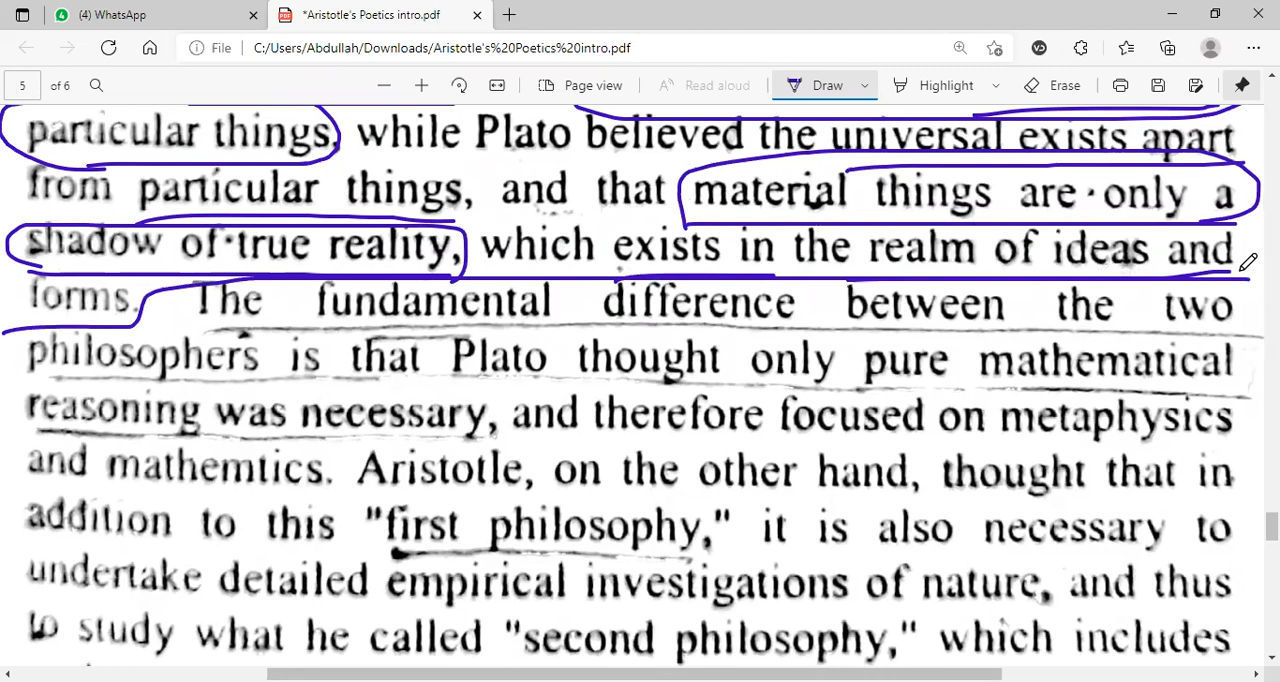 (4) WhatsApp
*Aristotle's Poetics intro.pdf
File C:/Users/Abdullah/Downloads/Aristotle's%20Poetics%20intro.pdf
5 of 6 Page view Read aloud Draw Highlight Erase
particular things, while Plato believed the universal exists apart
from particular things, and that material things are only a
shadow of true reality, which exists in the realm of ideas and
forms. The fundamental difference between the two
philosophers is that Plato thought only pure mathematical
reasoning was necessary, and therefore focused on metaphysics
and mathemtics. Aristotle, on the other hand, thought that in
addition to this "first philosophy," it is also necessary to
undertake detailed empirical investigations of nature, and thus
to study what he called "second philosophy," which includes